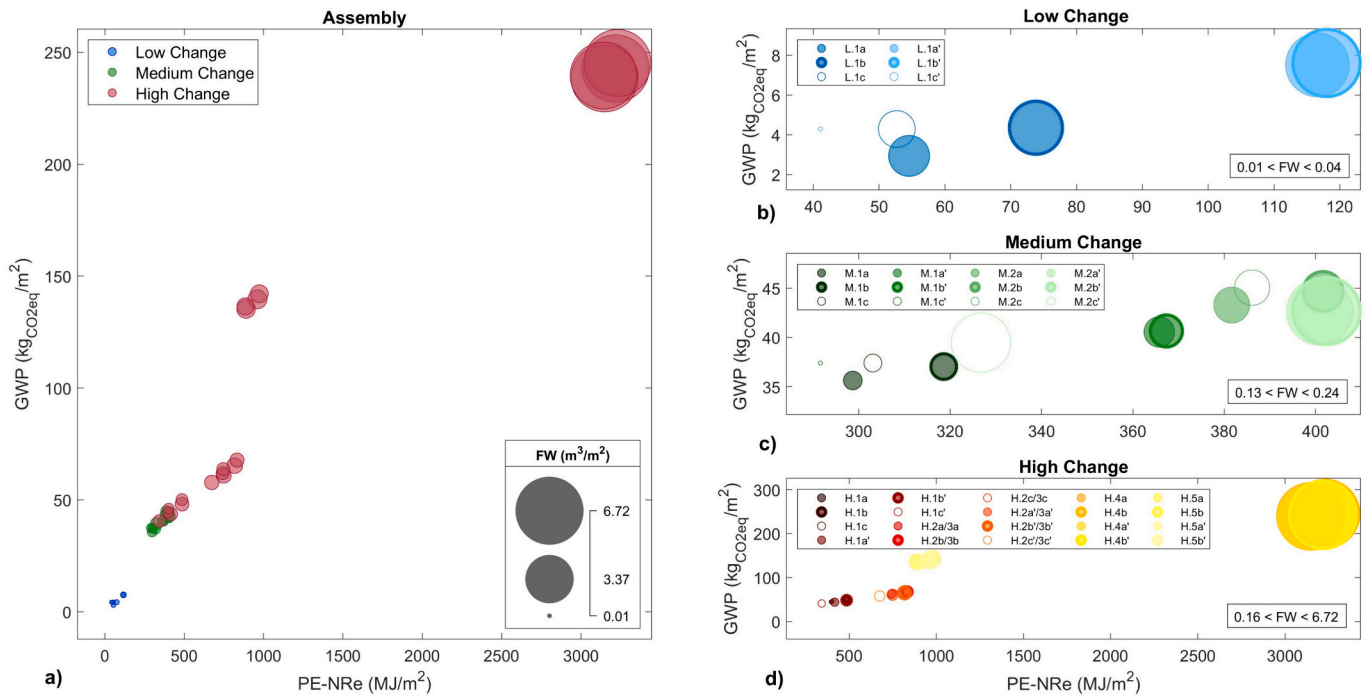 Assembly
250
200
150
100
50
0
GWP (kgCO2eq/m2)
Low Change
Medium Change
High Change
FW (m3/m2)
6.72
3.37
0.01
0 500 1000 1500 2000 2500 3000
a) PE-NRe (MJ/m2)
Low Change
8
6
4
2
GWP (kgCO2eq/m2)
L.1a L.1a'
L.1b L.1b'
L.1c L.1c'
0.01 < FW < 0.04
40 50 60 70 80 90 100 110 120
b)
Medium Change
45
40
35
GWP (kgCO2eq/m2)
M.1a M.1a' M.2a M.2a'
M.1b M.1b' M.2b M.2b'
M.1c M.1c' M.2c M.2c'
0.13 < FW < 0.24
300 320 340 360 380 400
c)
High Change
300
200
100
0
GWP (kgCO2eq/m2)
H.1a H.1b' H.2c/3c H.4a H.5a
H.1b H.1c' H.2a'/3a' H.4b H.5b
H.1c H.2a/3a H.2b'/3b' H.4a' H.5a'
H.1a' H.2b/3b H.2c'/3c' H.4b' H.5b'
0.16 < FW < 6.72
500 1000 1500 2000 2500 3000
d) PE-NRe (MJ/m2)